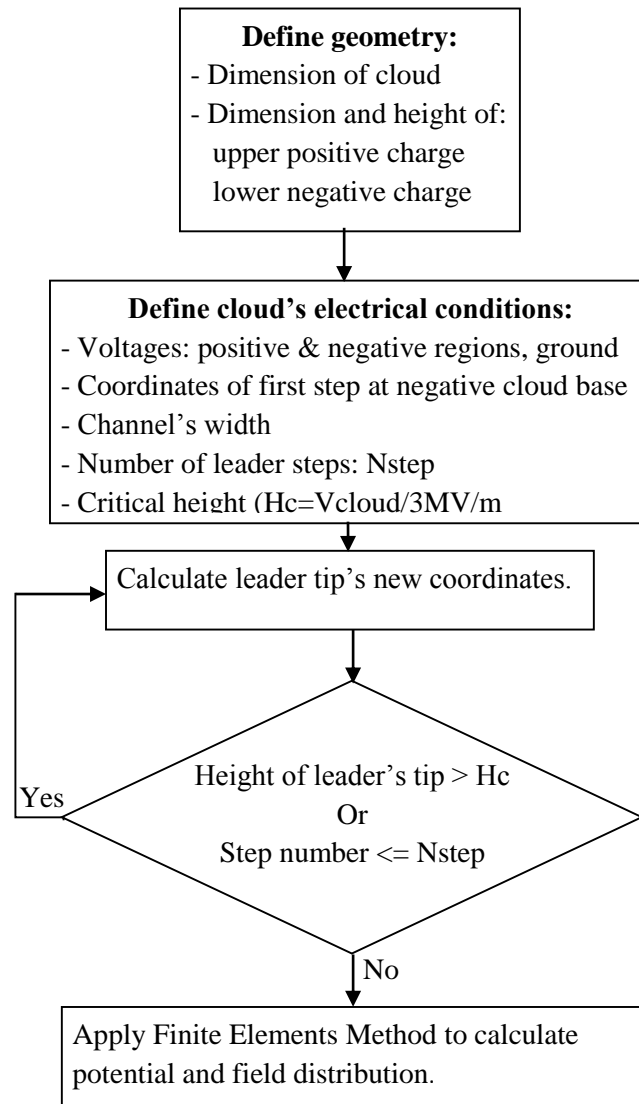 Define geometry:
- Dimension of cloud
- Dimension and height of:
upper positive charge
lower negative charge
Define cloud's electrical conditions:
- Voltages: positive & negative regions, ground
- Coordinates of first step at negative cloud base
- Channel's width
- Number of leader steps: Nstep
- Critical height (Hc=Vcloud/3MV/m
Calculate leader tip's new coordinates.
Height of leader's tip > Hc
Or
Step number <= Nstep
Yes
No
Apply Finite Elements Method to calculate
potential and field distribution.